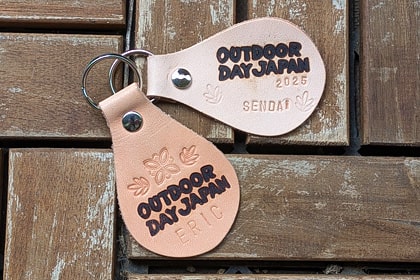 OUTDOOR
DAY JAPAN
2025
SENDAI
OUTDOOR
DAY JAPAN
ERIC